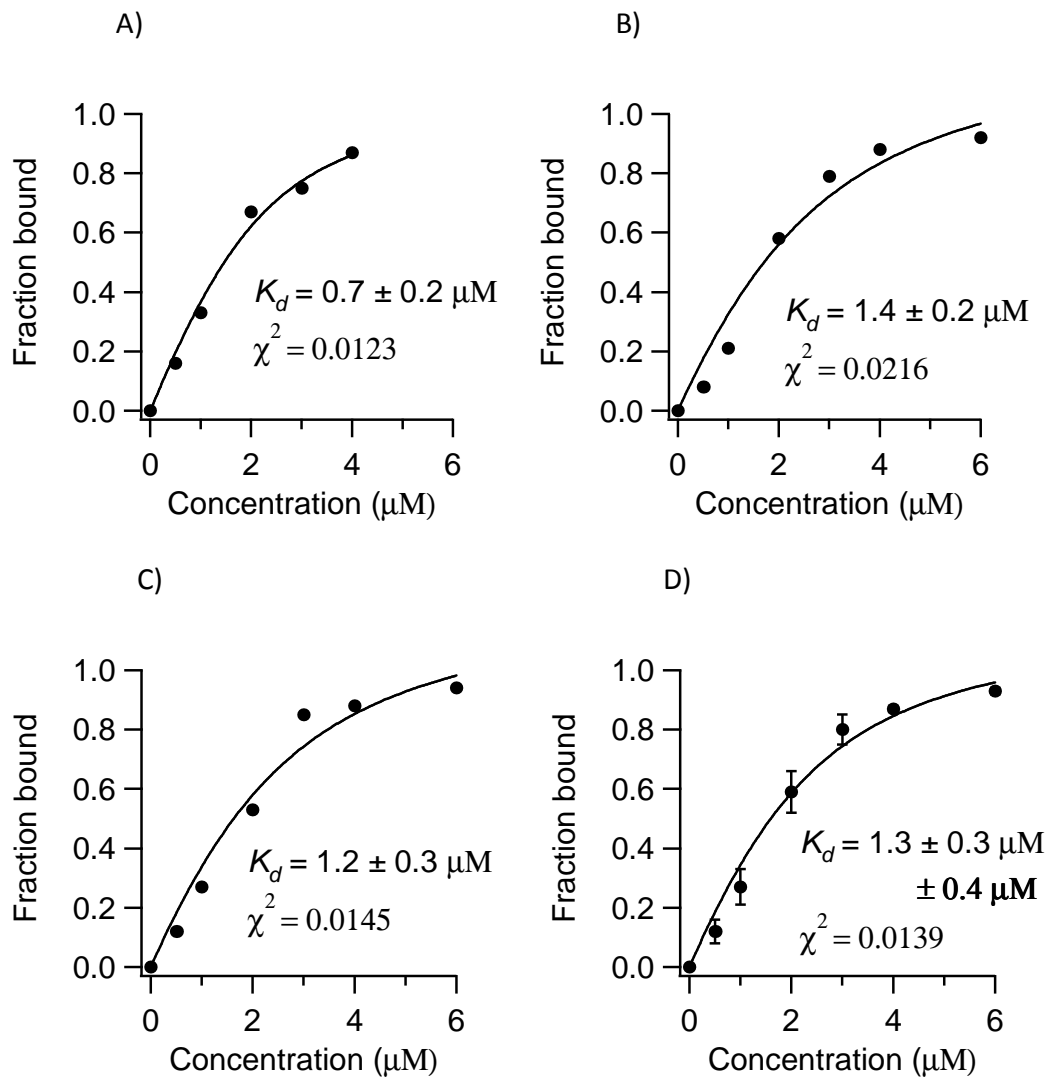 A)
1.0
0.8
0.6
0.4
0.2
0.0
Fraction bound
K_d = 0.7 ± 0.2 μM
χ² = 0.0123
0 2 4 6
Concentration (μM)
B)
1.0
0.8
0.6
0.4
0.2
0.0
Fraction bound
K_d = 1.4 ± 0.2 μM
χ² = 0.0216
0 2 4 6
Concentration (μM)
C)
1.0
0.8
0.6
0.4
0.2
0.0
Fraction bound
K_d = 1.2 ± 0.3 μM
χ² = 0.0145
0 2 4 6
Concentration (μM)
D)
1.0
0.8
0.6
0.4
0.2
0.0
Fraction bound
K_d = 1.3 ± 0.3 μM
± 0.4 μM
χ² = 0.0139
0 2 4 6
Concentration (μM)